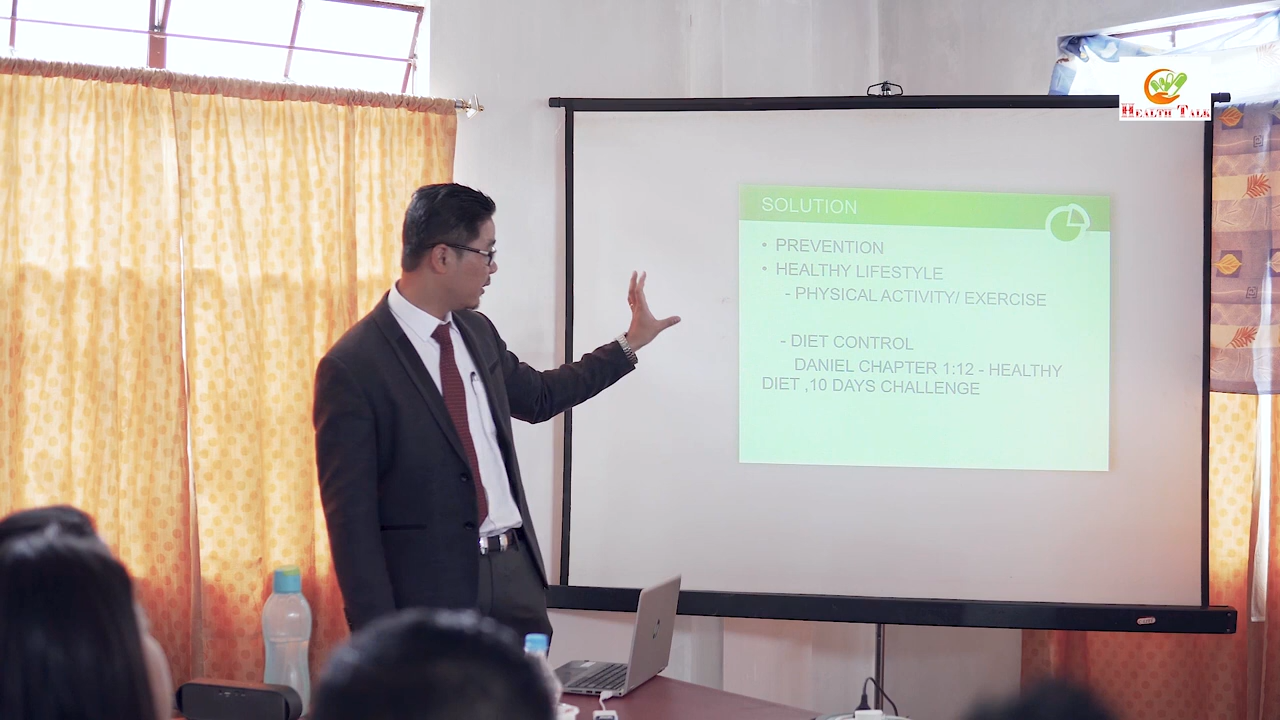 Health Talk
SOLUTION
• PREVENTION
• HEALTHY LIFESTYLE
- PHYSICAL ACTIVITY/ EXERCISE
- DIET CONTROL
DANIEL CHAPTER 1:12 - HEALTHY
DIET ,10 DAYS CHALLENGE